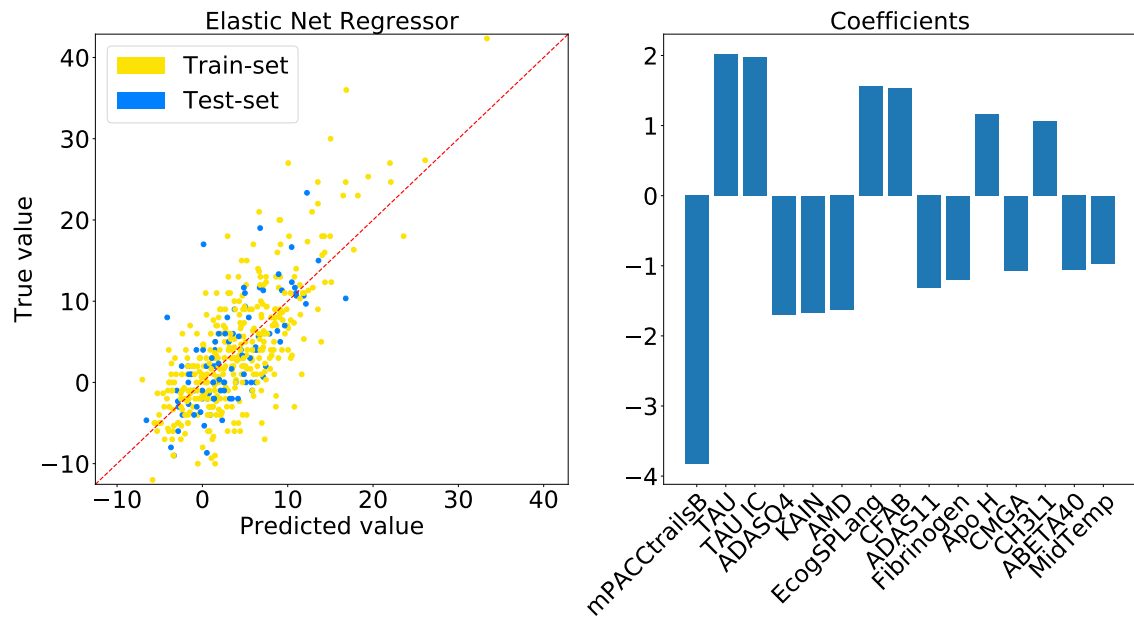 Elastic Net Regressor
Train-set
Test-set
True value
40
30
20
10
0
−10
−10
0
10
20
30
40
Predicted value
Coefficients
2
1
0
−1
−2
−3
−4
mPACCtrailsB
TAU
TAU IC
ADASQ4
KAIN
AMD
EcogSPLang
CFAB
ADAS11
Fibrinogen
Apo H
CMGA
CH3L1
ABETA40
MidTemp